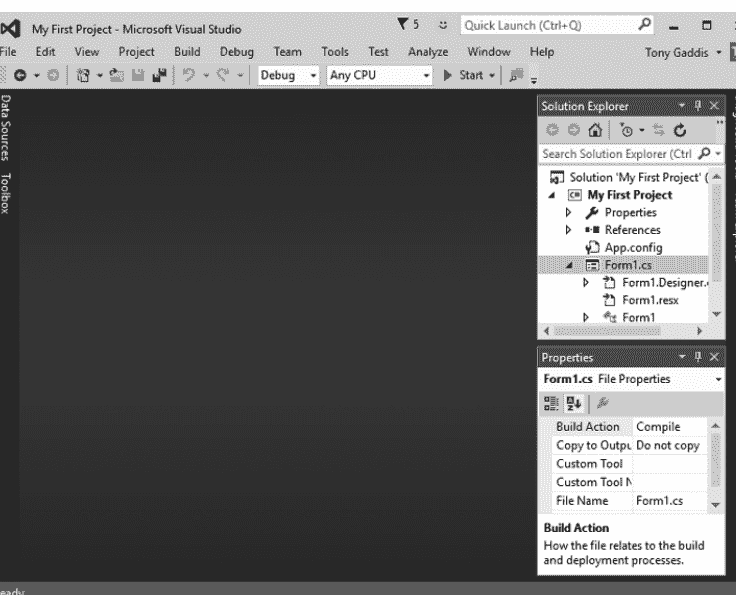 My First Project - Microsoft Visual Studio
5
Quick Launch (Ctrl+Q)
File Edit View Project Build Debug Team Tools Test Analyze Window Help
Tony Gaddis
Debug Any CPU Start
Data Sources
Toolbox
Solution Explorer
Search Solution Explorer (Ctrl
Solution 'My First Project' (
My First Project
Properties
References
App.config
Form1.cs
Form1.Designer.
Form1.resx
Form1
Properties
Form1.cs File Properties
Build Action Compile
Copy to Outpu Do not copy
Custom Tool
Custom Tool N
File Name Form1.cs
Build Action
How the file relates to the build
and deployment processes.